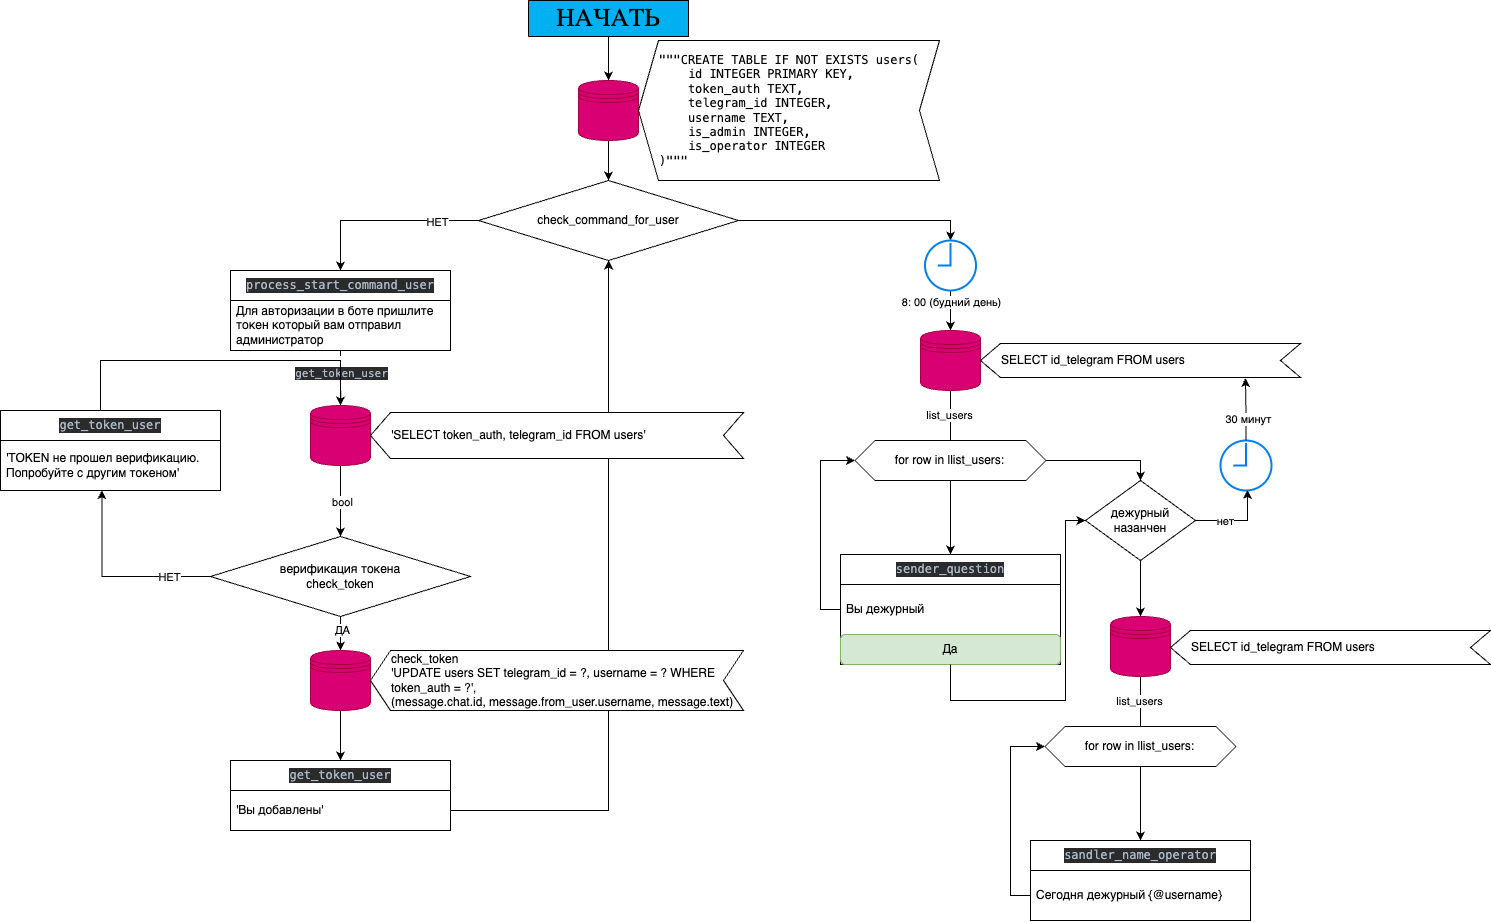 НАЧАТЬ
"""CREATE TABLE IF NOT EXISTS users(
id INTEGER PRIMARY KEY,
token_auth TEXT,
telegram_id INTEGER,
username TEXT,
is_admin INTEGER,
is_operator INTEGER
)"""
check_command_for_user
НЕТ
process_start_command_user
Для авторизации в боте пришлите
токен который вам отправил
администратор
get_token_user
get_token_user
'TOKEN не прошел верификацию.
Попробуйте с другим токеном'
'SELECT token_auth, telegram_id FROM users'
bool
верификация токена
check_token
НЕТ
ДА
check_token
'UPDATE users SET telegram_id = ?, username = ? WHERE
token_auth = ?',
(message.chat.id, message.from_user.username, message.text)
get_token_user
'Вы добавлены'
8: 00 (будний день)
SELECT id_telegram FROM users
list_users
30 минут
for row in llist_users:
дежурный
назанчен
нет
sender_question
Вы дежурный
Да
SELECT id_telegram FROM users
list_users
for row in llist_users:
sandler_name_operator
Сегодня дежурный {@username}